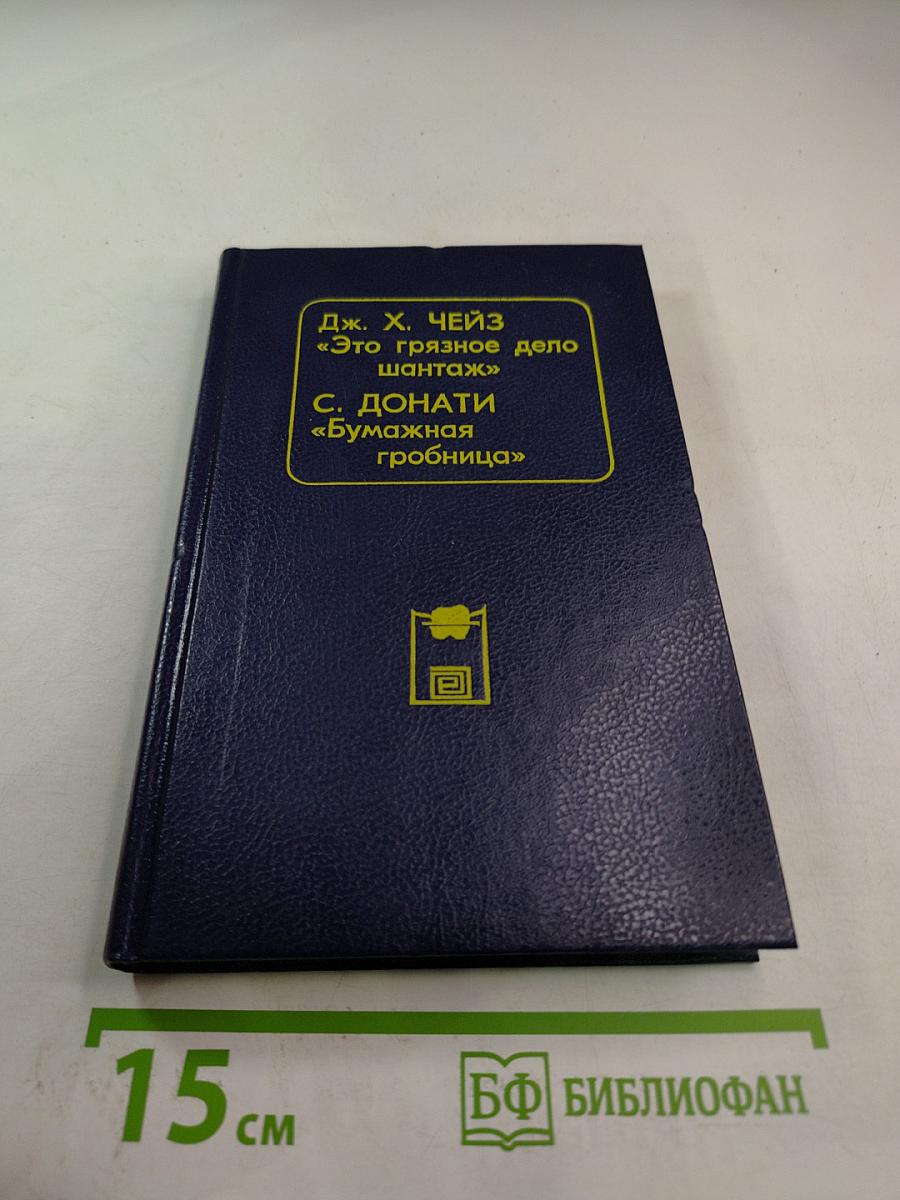 Дж. Х. ЧЕЙЗ
«Это грязное дело
шантаж»
С. ДОНАТИ
«Бумажная
гробница»
е
15 см
БФ БИБЛИОФАН